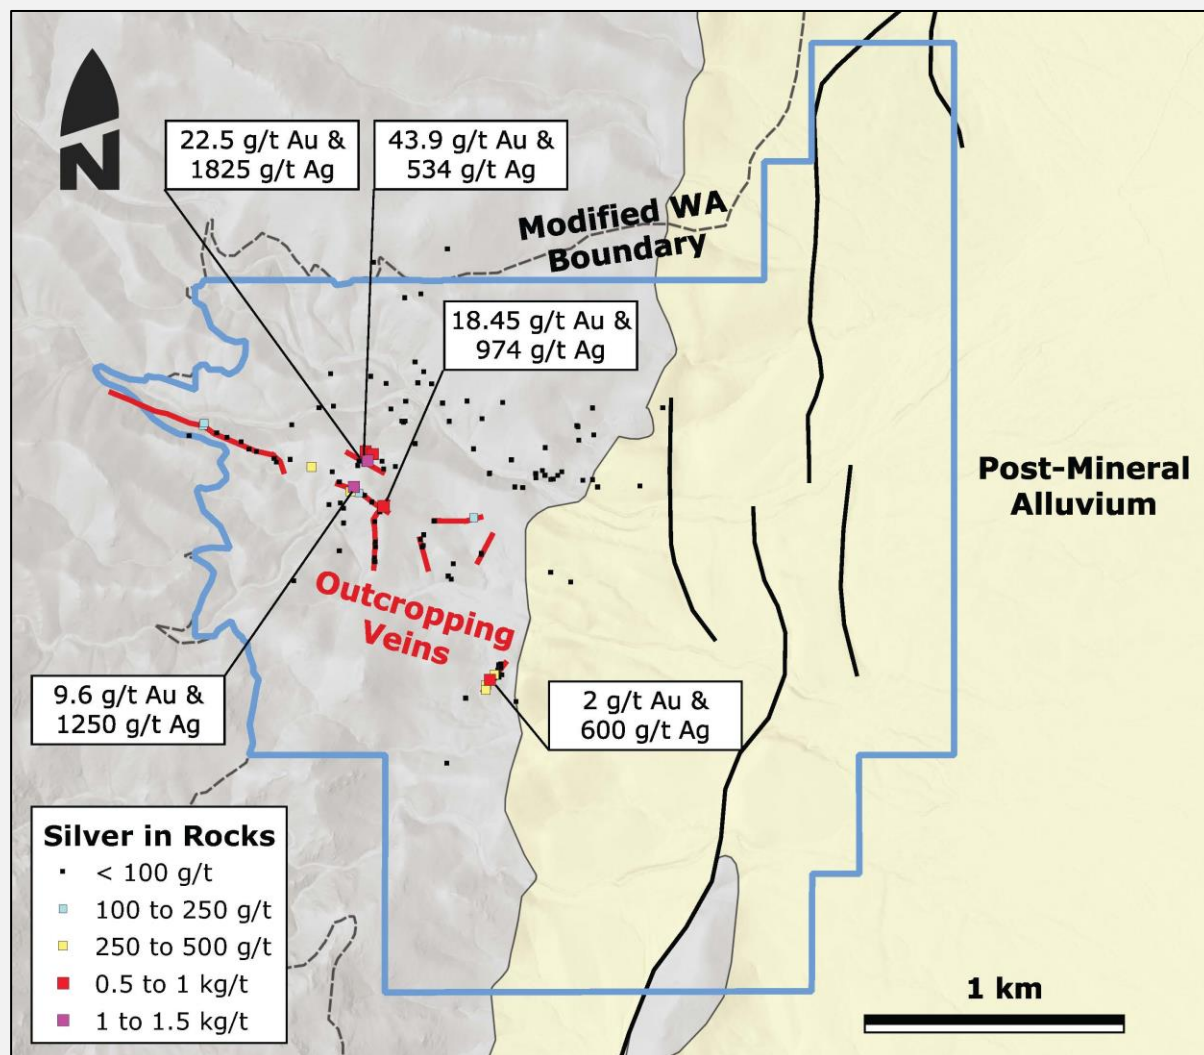 N
22.5 g/t Au &
1825 g/t Ag
43.9 g/t Au &
534 g/t Ag
Modified WA
Boundary
18.45 g/t Au &
974 g/t Ag
Post-Mineral
Alluvium
Outcropping
Veins
9.6 g/t Au &
1250 g/t Ag
2 g/t Au &
600 g/t Ag
Silver in Rocks
< 100 g/t
100 to 250 g/t
250 to 500 g/t
0.5 to 1 kg/t
1 to 1.5 kg/t
1 km